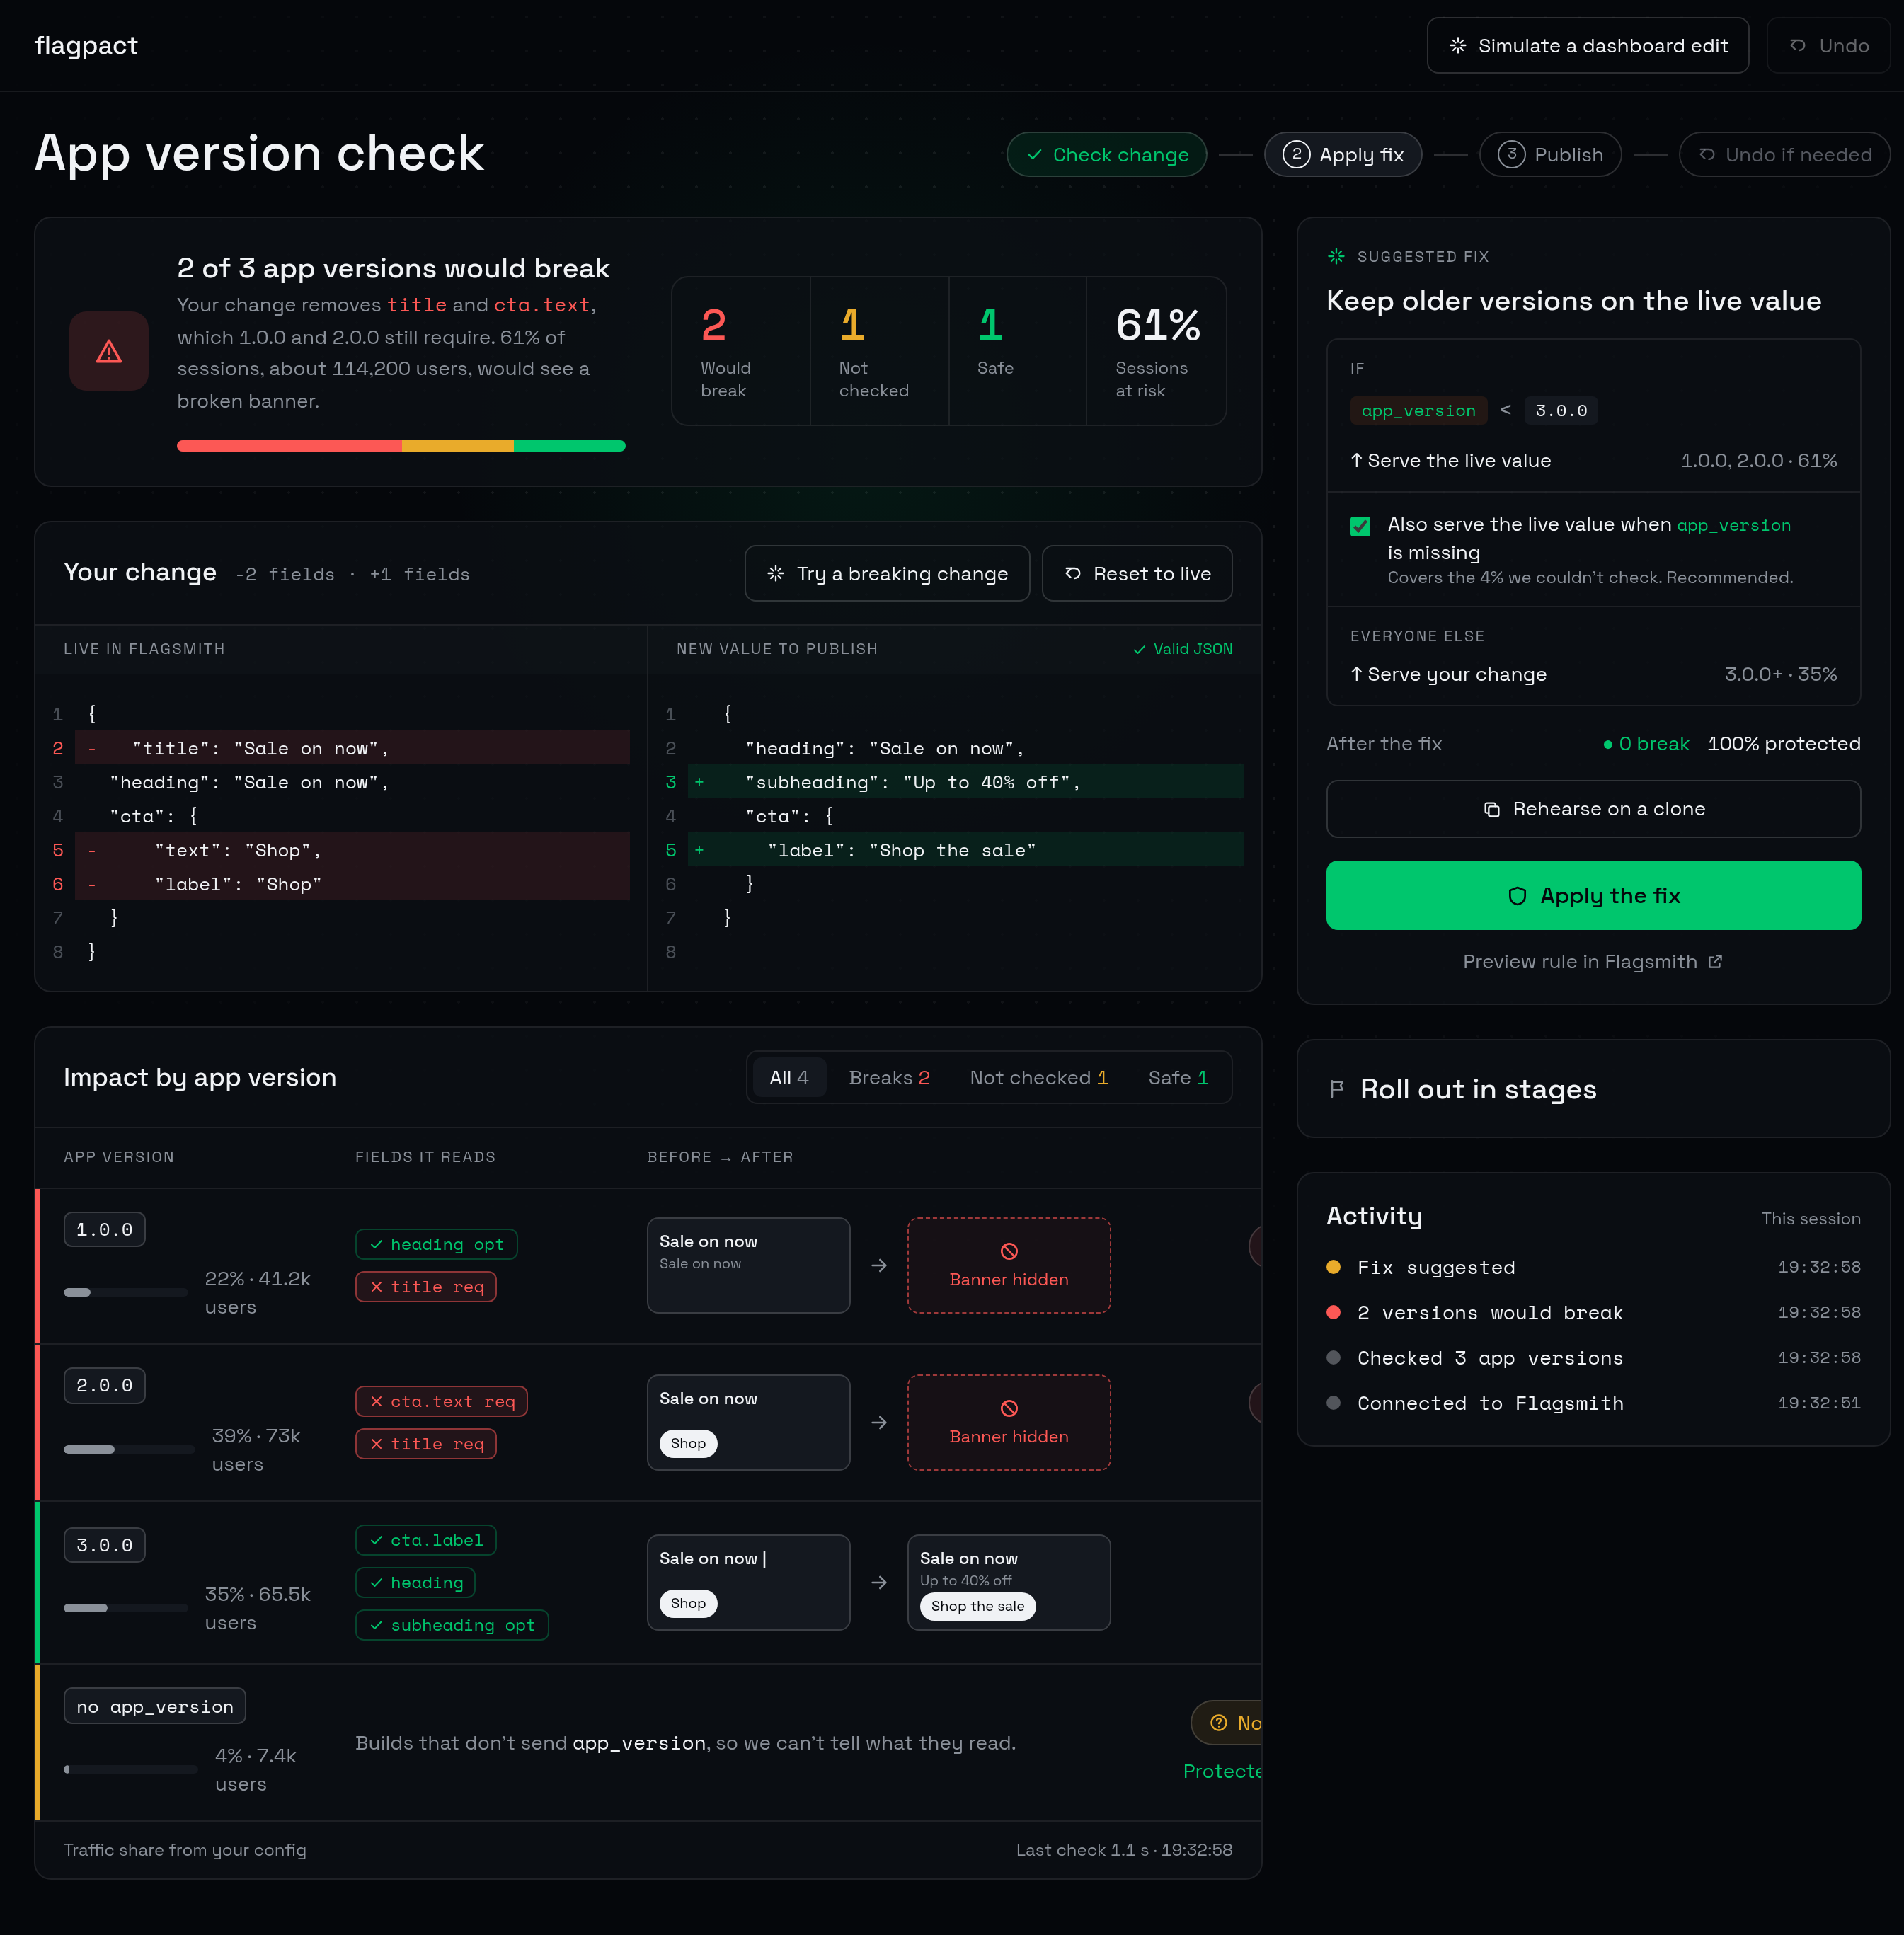 flagpact
Simulate a dashboard edit
Undo
App version check
Check change
2 Apply fix
3 Publish
Undo if needed
2 of 3 app versions would break
Your change removes title and cta.text,
which 1.0.0 and 2.0.0 still require. 61% of
sessions, about 114,200 users, would see a
broken banner.
2
Would
break
1
Not
checked
1
Safe
61%
Sessions
at risk
SUGGESTED FIX
Keep older versions on the live value
IF
app_version < 3.0.0
↑ Serve the live value
1.0.0, 2.0.0 · 61%
Also serve the live value when app_version
is missing
Covers the 4% we couldn't check. Recommended.
EVERYONE ELSE
↑ Serve your change
3.0.0+ · 35%
After the fix
0 break
100% protected
Rehearse on a clone
Apply the fix
Preview rule in Flagsmith
Your change
-2 fields · +1 fields
Try a breaking change
Reset to live
LIVE IN FLAGSMITH
1 {
2 - "title": "Sale on now",
3 "heading": "Sale on now",
4 "cta": {
5 - "text": "Shop",
6 - "label": "Shop"
7 }
8 }
NEW VALUE TO PUBLISH
Valid JSON
1 {
2 "heading": "Sale on now",
3 + "subheading": "Up to 40% off",
4 "cta": {
5 + "label": "Shop the sale"
6 }
7 }
8
Impact by app version
All 4
Breaks 2
Not checked 1
Safe 1
APP VERSION
FIELDS IT READS
BEFORE → AFTER
1.0.0
22% · 41.2k
users
heading opt
title req
Sale on now
Sale on now
→
Banner hidden
2.0.0
39% · 73k
users
cta.text req
title req
Sale on now
Shop
→
Banner hidden
3.0.0
35% · 65.5k
users
cta.label
heading
subheading opt
Sale on now |
Shop
→
Sale on now
Up to 40% off
Shop the sale
no app_version
4% · 7.4k
users
Builds that don't send app_version, so we can't tell what they read.
No
Protecte
Traffic share from your config
Last check 1.1 s · 19:32:58
Roll out in stages
Activity
This session
Fix suggested
19:32:58
2 versions would break
19:32:58
Checked 3 app versions
19:32:58
Connected to Flagsmith
19:32:51